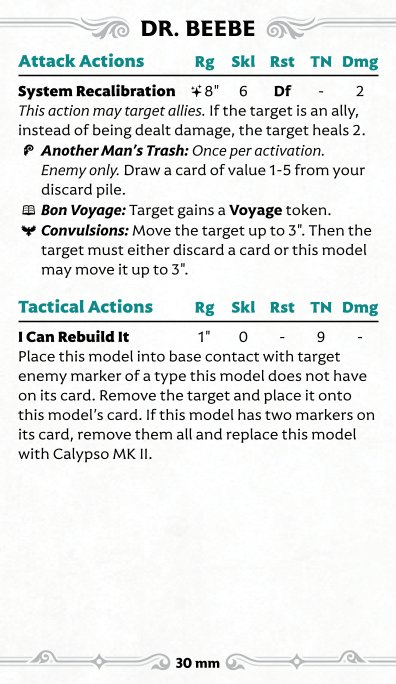 DR. BEEBE
Attack Actions Rg Skl Rst TN Dmg
System Recalibration 8" 6 Df - 2
This action may target allies. If the target is an ally,
instead of being dealt damage, the target heals 2.
Another Man's Trash: Once per activation.
Enemy only. Draw a card of value 1-5 from your
discard pile.
Bon Voyage: Target gains a Voyage token.
Convulsions: Move the target up to 3". Then the
target must either discard a card or this model
may move it up to 3".
Tactical Actions Rg Skl Rst TN Dmg
I Can Rebuild It 1" 0 - 9 -
Place this model into base contact with target
enemy marker of a type this model does not have
on its card. Remove the target and place it onto
this model's card. If this model has two markers on
its card, remove them all and replace this model
with Calypso MK II.
30 mm